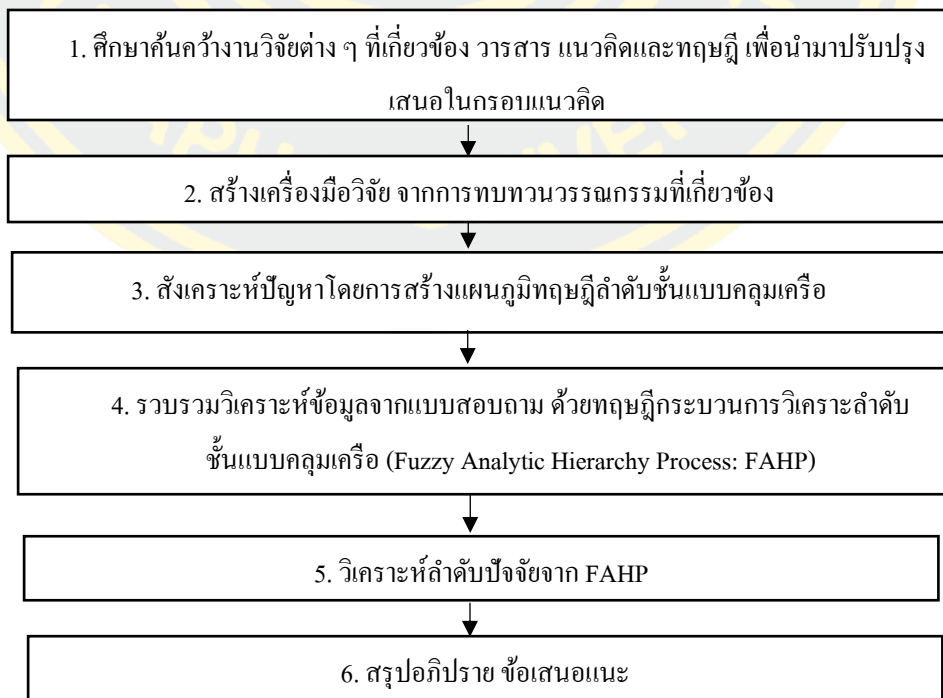 1. ศึกษาค้นคว้างานวิจัยต่าง ๆ ที่เกี่ยวข้อง วารสาร แนวคิดและทฤษฎี เพื่อนำมาปรับปรุง
เสนอในกรอบแนวคิด
2. สร้างเครื่องมือวิจัย จากการทบทวนวรรณกรรมที่เกี่ยวข้อง
3. สังเคราะห์ปัญหาโดยการสร้างแผนภูมิทฤษฎีลำดับชั้นแบบคลุมเครือ
4. รวบรวมวิเคราะห์ข้อมูลจากแบบสอบถาม ด้วยทฤษฎีกระบวนการวิเคราะลำดับ
ชั้นแบบคลุมเครือ (Fuzzy Analytic Hierarchy Process: FAHP)
5. วิเคราะห์ลำดับปัจจัยจาก FAHP
6. สรุปอภิปราย ข้อเสนอแนะ